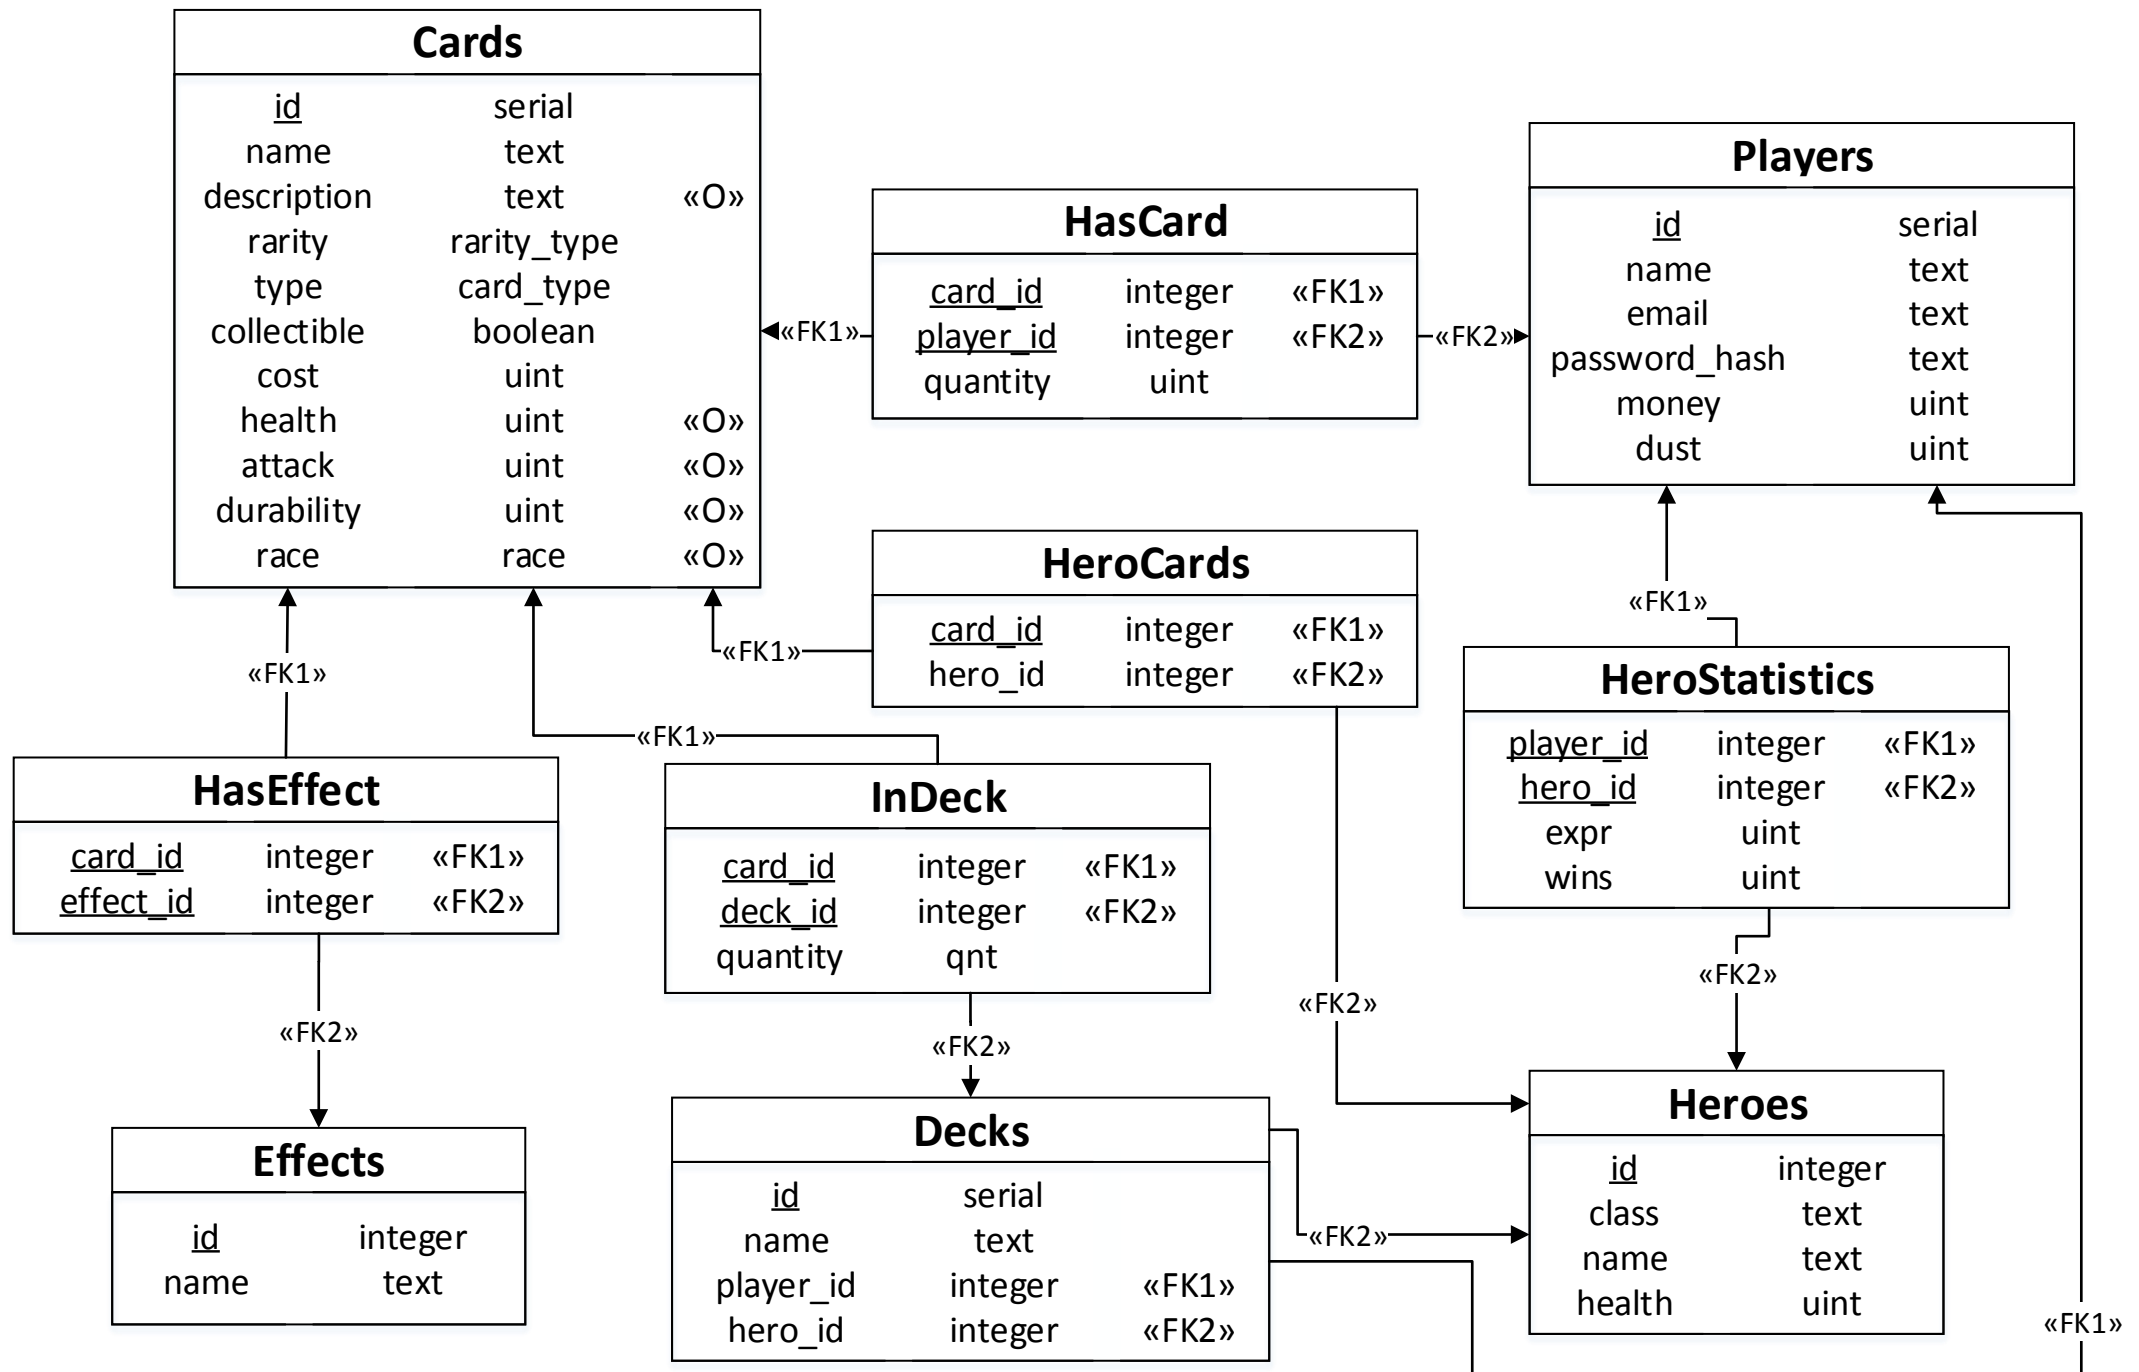 Cards
id serial
name text
description text «O»
rarity rarity_type
type card_type
collectible boolean
cost uint
health uint «O»
attack uint «O»
durability uint «O»
race race «O»
«FK1»
HasCard
card_id integer «FK1»
player_id integer «FK2»
quantity uint
«FK2»
Players
id serial
name text
email text
password_hash text
money uint
dust uint
HeroCards
card_id integer «FK1»
hero_id integer «FK2»
«FK1»
«FK1»
«FK1»
«FK1»
HeroStatistics
player_id integer «FK1»
hero_id integer «FK2»
expr uint
wins uint
HasEffect
card_id integer «FK1»
effect_id integer «FK2»
InDeck
card_id integer «FK1»
deck_id integer «FK2»
quantity qnt
«FK2»
«FK2»
«FK2»
«FK2»
Effects
id integer
name text
Decks
id serial
name text
player_id integer «FK1»
hero_id integer «FK2»
«FK2»
Heroes
id integer
class text
name text
health uint
«FK1»